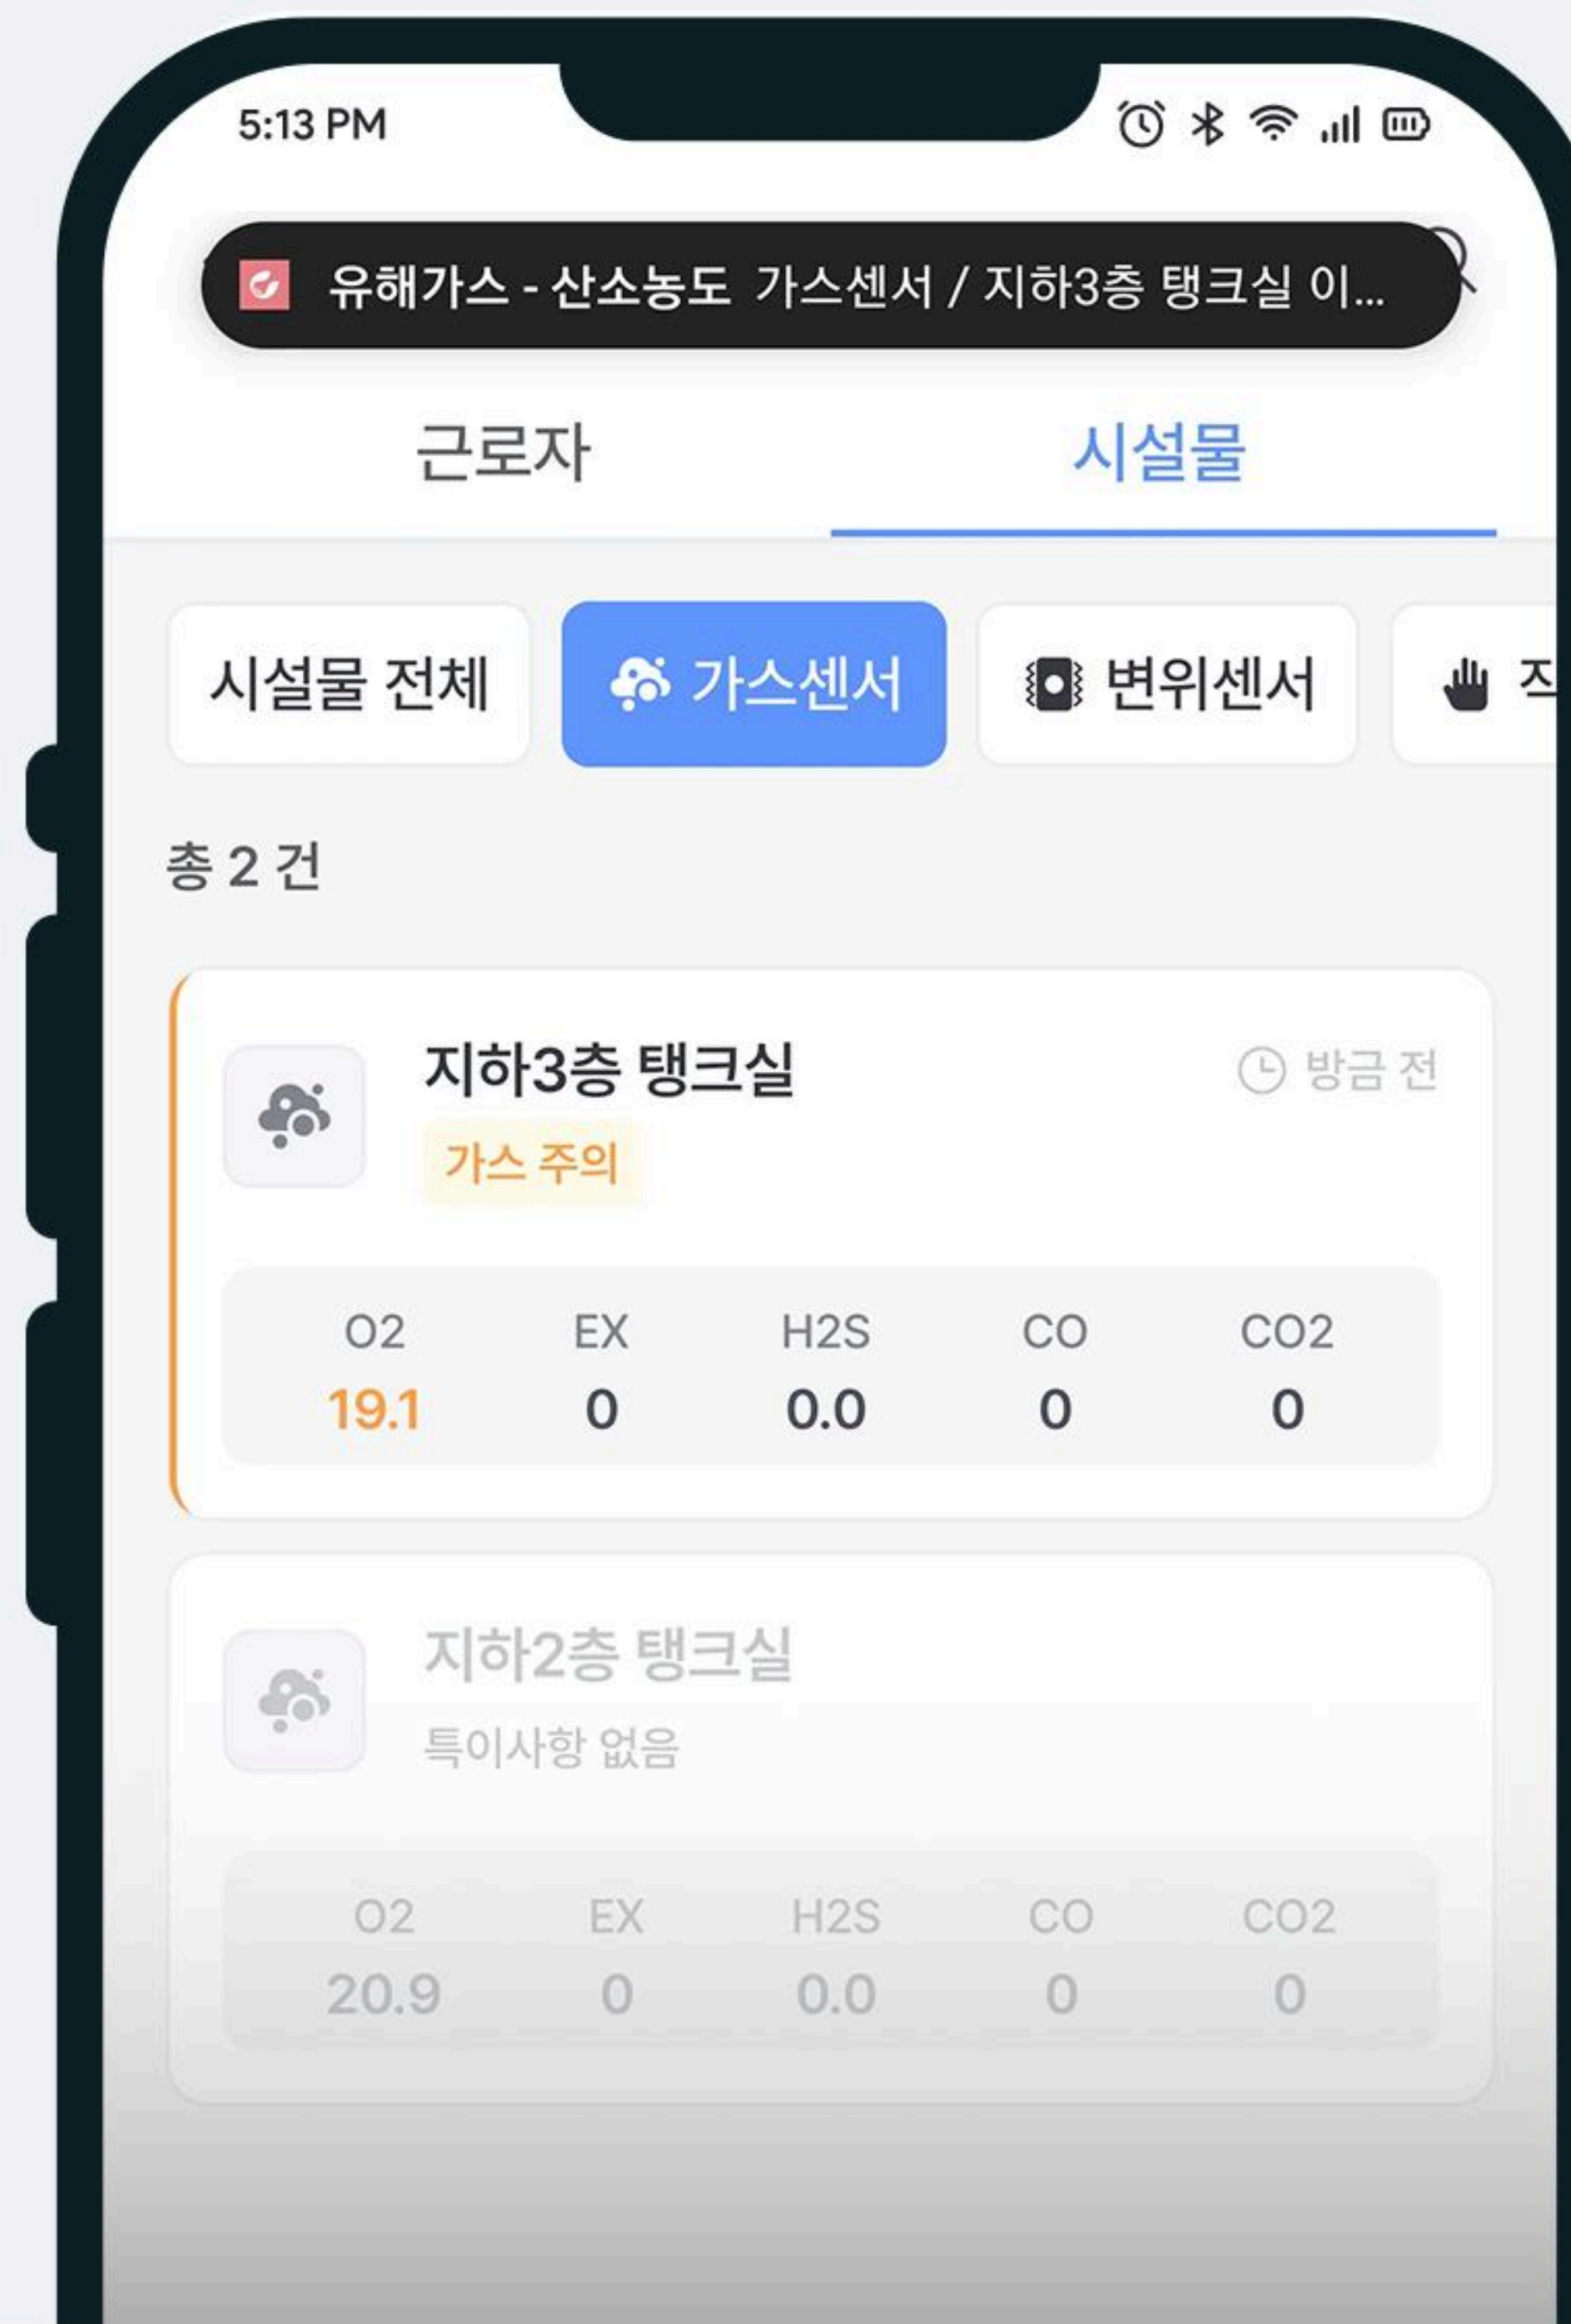 5:13 PM
유해가스 - 산소농도 가스센서 / 지하3층 탱크실 이...
근로자 시설물
시설물 전체 가스센서 변위센서
총 2 건
지하3층 탱크실 방금 전
가스 주의
O2 EX H2S CO CO2
19.1 0 0.0 0 0
지하2층 탱크실
특이사항 없음
O2 EX H2S CO CO2
20.9 0 0.0 0 0